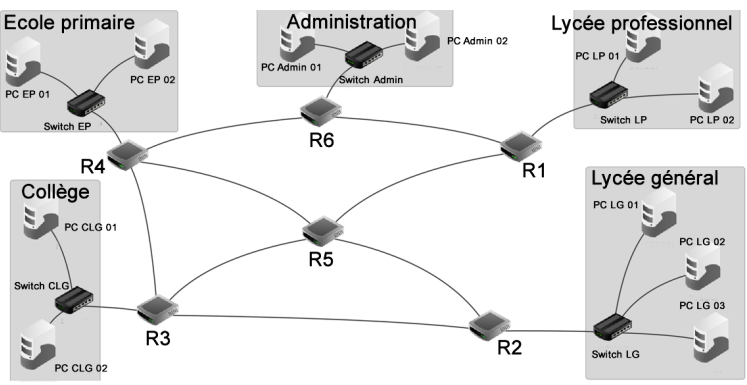 Ecole primaire
PC EP 01
PC EP 02
Switch EP
Administration
PC Admin 01
PC Admin 02
Switch Admin
Lycée professionnel
PC LP 01
Switch LP
PC LP 02
R4
R6
R1
Collège
PC CLG 01
Switch CLG
PC CLG 02
R5
R3
R2
Lycée général
PC LG 01
PC LG 02
PC LG 03
Switch LG